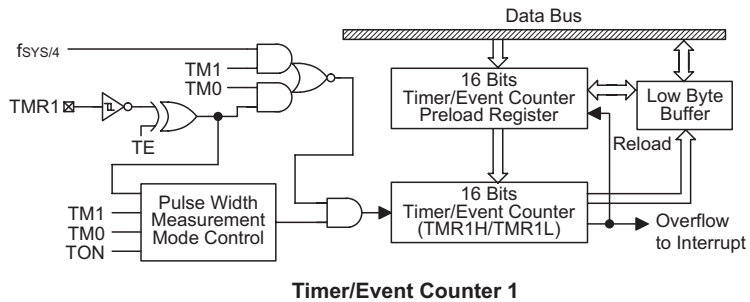 Data Bus
fSYS/4
TM1
TM0
TMR1
TE
16 Bits
Timer/Event Counter
Preload Register
Low Byte
Buffer
Reload
TM1
TM0
TON
Pulse Width
Measurement
Mode Control
16 Bits
Timer/Event Counter
(TMR1H/TMR1L)
Overflow
to Interrupt
Timer/Event Counter 1